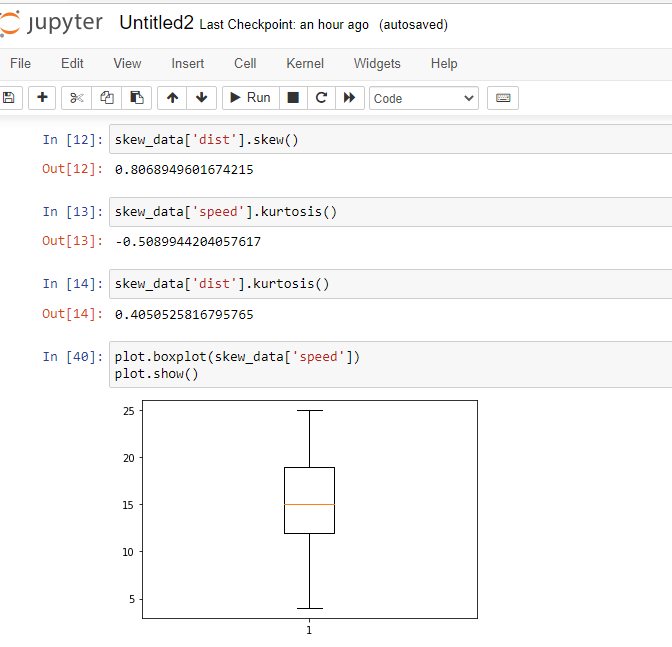 jupyter Untitled2 Last Checkpoint: an hour ago (autosaved)
File Edit View Insert Cell Kernel Widgets Help
Run Code
In [12]: skew_data['dist'].skew()
Out[12]: 0.8068949601674215
In [13]: skew_data['speed'].kurtosis()
Out[13]: -0.5089944204057617
In [14]: skew_data['dist'].kurtosis()
Out[14]: 0.4050525816795765
In [40]: plot.boxplot(skew_data['speed'])
plot.show()
25
20
15
10
5
1